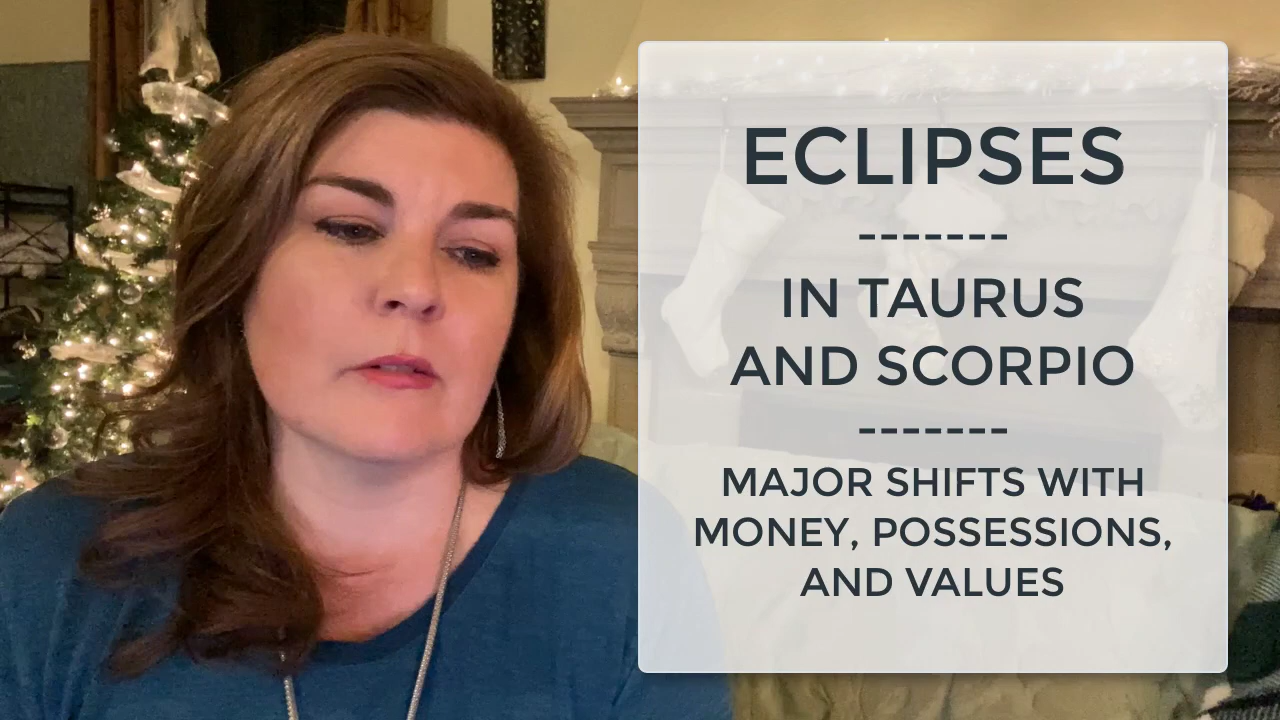 ECLIPSES
-------
IN TAURUS
AND SCORPIO
-------
MAJOR SHIFTS WITH
MONEY, POSSESSIONS,
AND VALUES